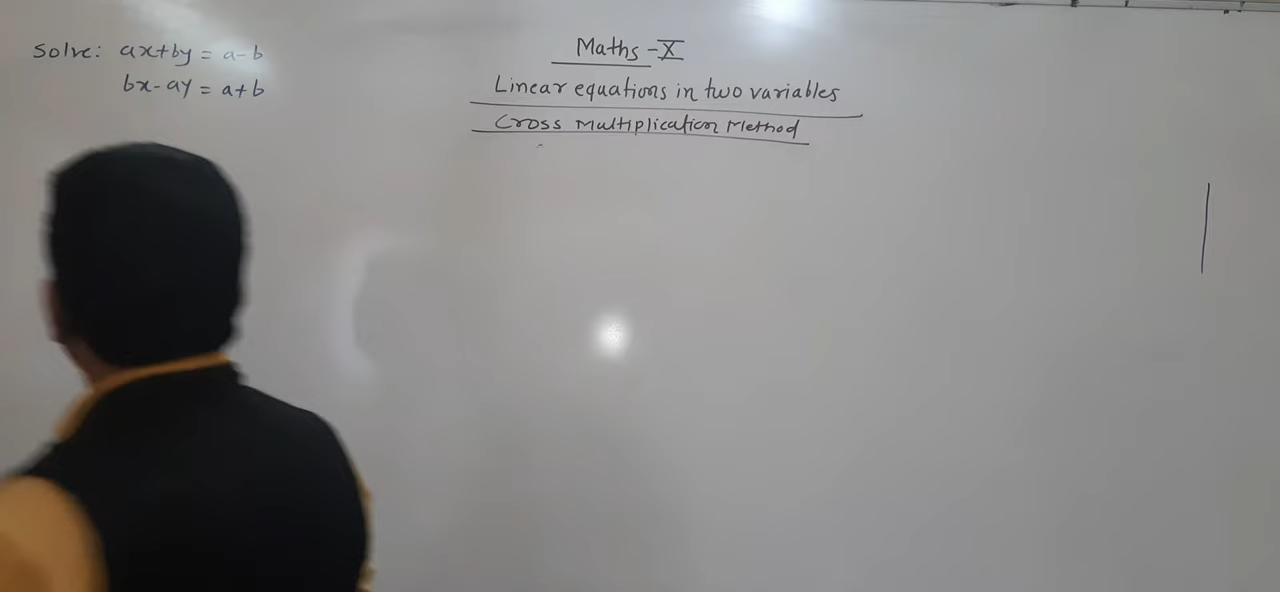 Solve: ax+by = a-b
bx-ay = a+b
Maths-X
Linear equations in two variables
Cross Multiplication Method